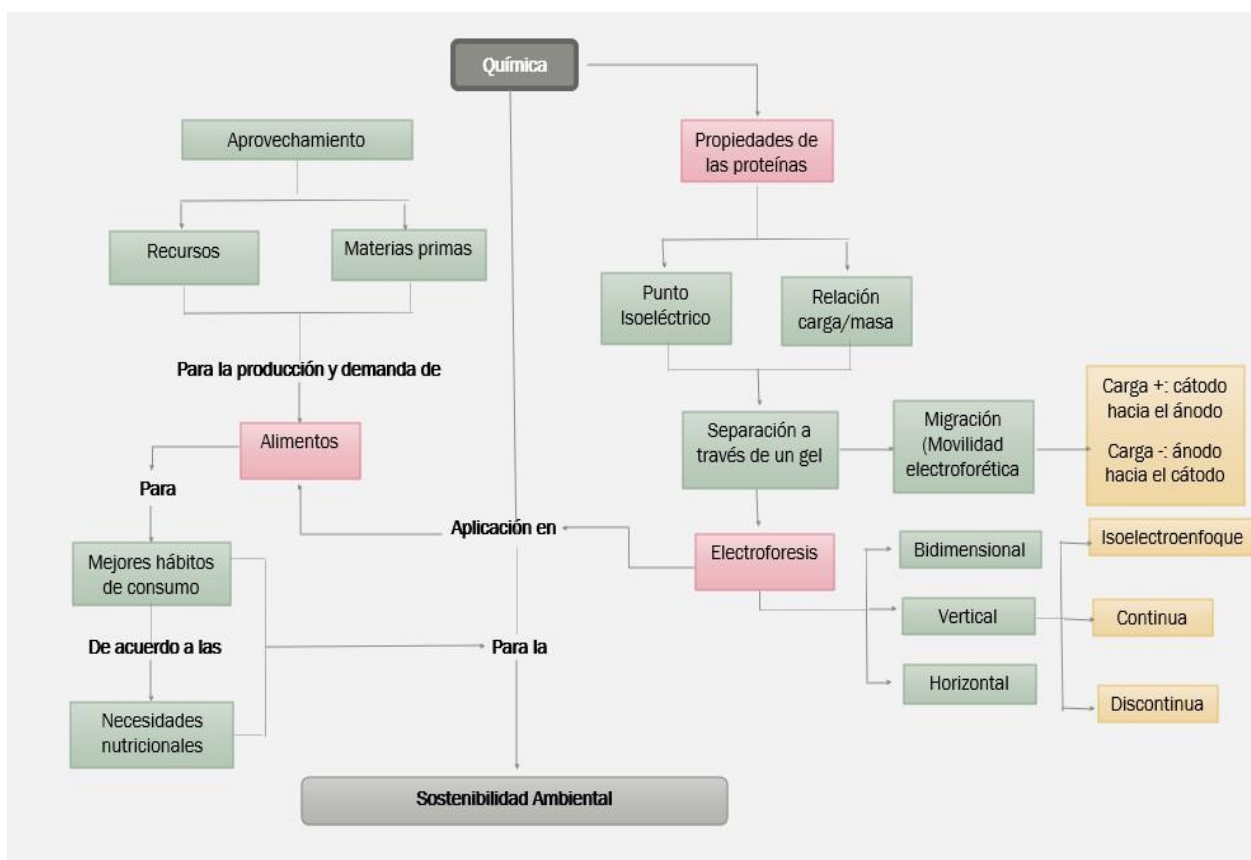 Química
Aprovechamiento
Recursos
Materias primas
Para la producción y demanda de
Alimentos
Para
Mejores hábitos
de consumo
De acuerdo a las
Necesidades
nutricionales
Aplicación en
Para la
Sostenibilidad Ambiental
Propiedades de
las proteínas
Punto
Isoeléctrico
Relación
carga/masa
Separación a
través de un gel
Migración
(Movilidad
electroforética
Carga +: cátodo
hacia el ánodo
Carga -: ánodo
hacia el cátodo
Electroforesis
Bidimensional
Vertical
Horizontal
Isoelectroenfoque
Continua
Discontinua